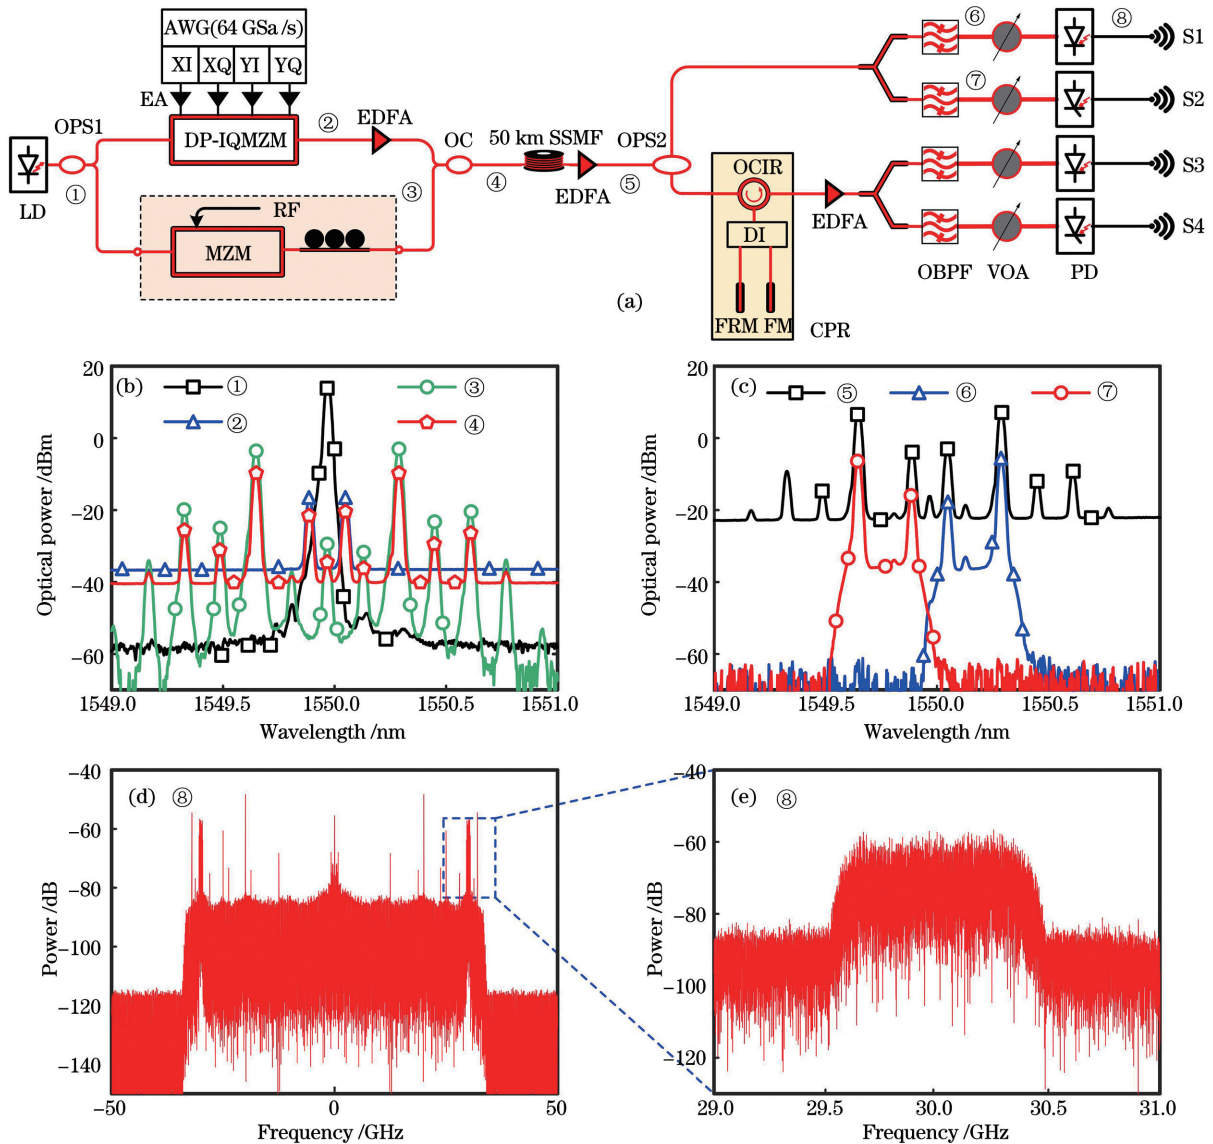 AWG(64 GSa/s)
XI XQ YI YQ
EA
OPS1
DP-IQMZM
②
EDFA
LD
①
③
RF
MZM
OC
50 km SSMF
④
EDFA
⑤
OPS2
OCIR
DI
FRM FM
CPR
EDFA
⑥
⑦
⑧
S1
S2
S3
S4
OBPF VOA PD
(a)
(b)
① ③
② ④
20
0
−20
−40
−60
Optical power /dBm
1549.0 1549.5 1550.0 1550.5 1551.0
Wavelength /nm
(c)
⑤ ⑥ ⑦
20
0
−20
−40
−60
Optical power /dBm
1549.0 1549.5 1550.0 1550.5 1551.0
Wavelength /nm
(d) ⑧
−40
−60
−80
−100
−120
−140
Power /dB
−50 0 50
Frequency /GHz
(e) ⑧
−40
−60
−80
−100
−120
Power /dB
29.0 29.5 30.0 30.5 31.0
Frequency /GHz